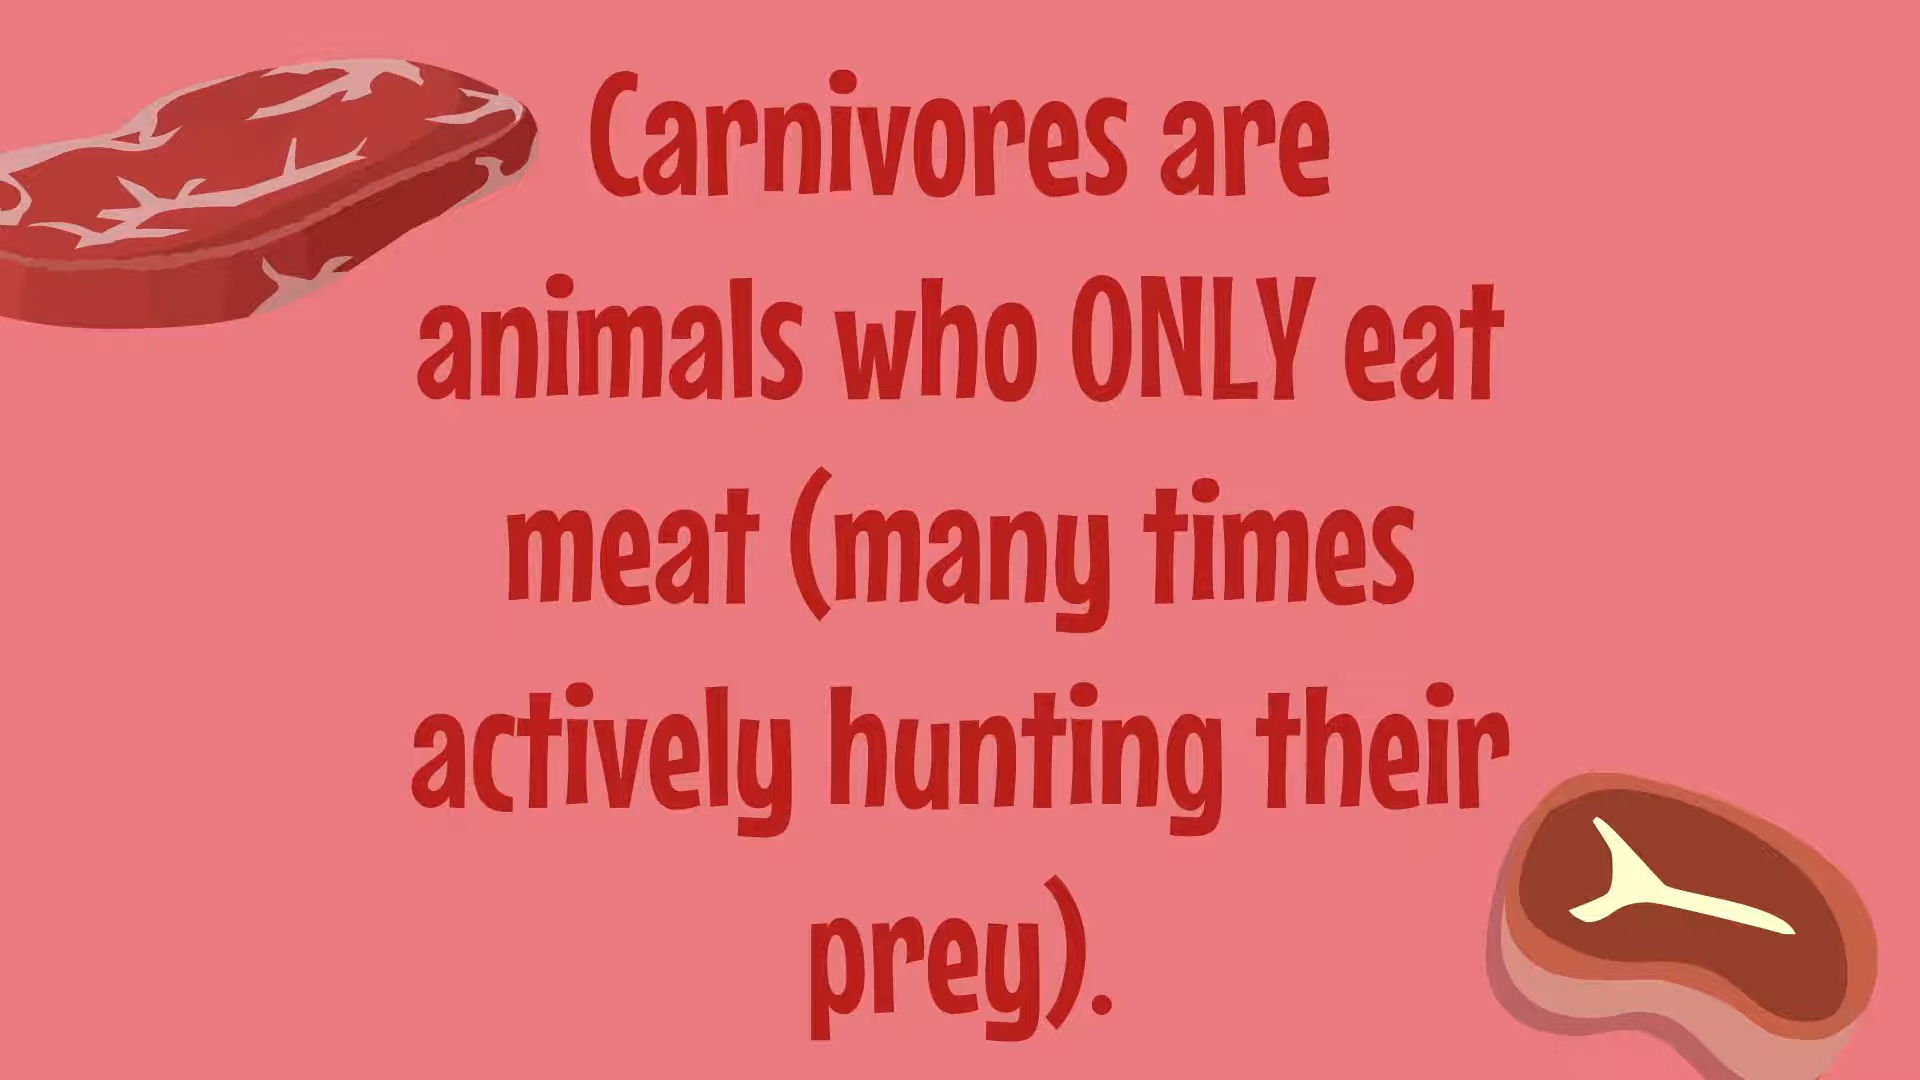 Carnivores are
animals who ONLY eat
meat (many times
actively hunting their
prey).